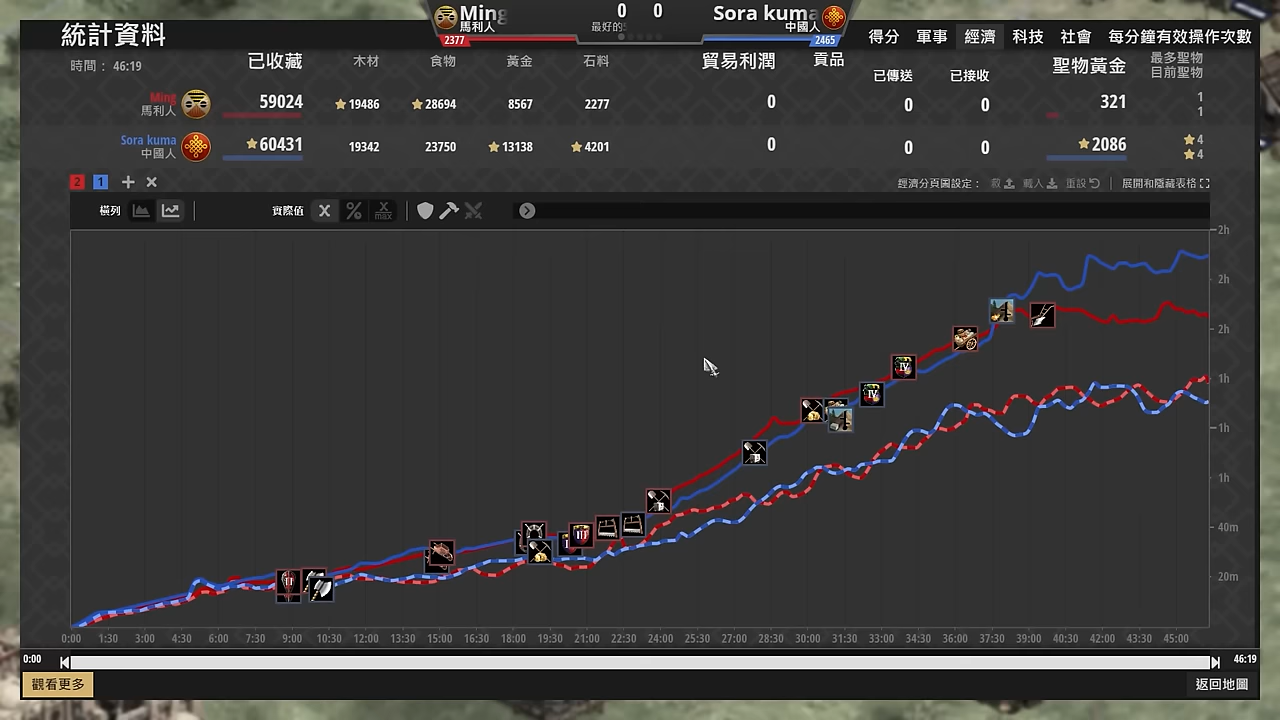 Ming 0 0 Sora kuma
馬利人 最好的 中國人
2377 2465
統計資料 得分 軍事 經濟 科技 社會 每分鐘有效操作次數
時間：46:19 已收藏 木材 食物 黃金 石料 貿易利潤 貢品 已傳送 已接收 聖物黃金 最多聖物
目前聖物
Ming 59024 19486 28694 8567 2277 0 0 0 321 1
馬利人 1
Sora kuma 60431 19342 23750 13138 4201 0 0 0 2086 4
中國人 4
2 1 + × 經濟分頁圖設定： 載入 重設 | 展開和隱藏表格
橫列 實際值 X % X max
2h
2h
2h
1h
1h
1h
40m
20m
0:00 1:30 3:00 4:30 6:00 7:30 9:00 10:30 12:00 13:30 15:00 16:30 18:00 19:30 21:00 22:30 24:00 25:30 27:00 28:30 30:00 31:30 33:00 34:30 36:00 37:30 39:00 40:30 42:00 43:30 45:00
0:00 46:19
觀看更多 返回地圖